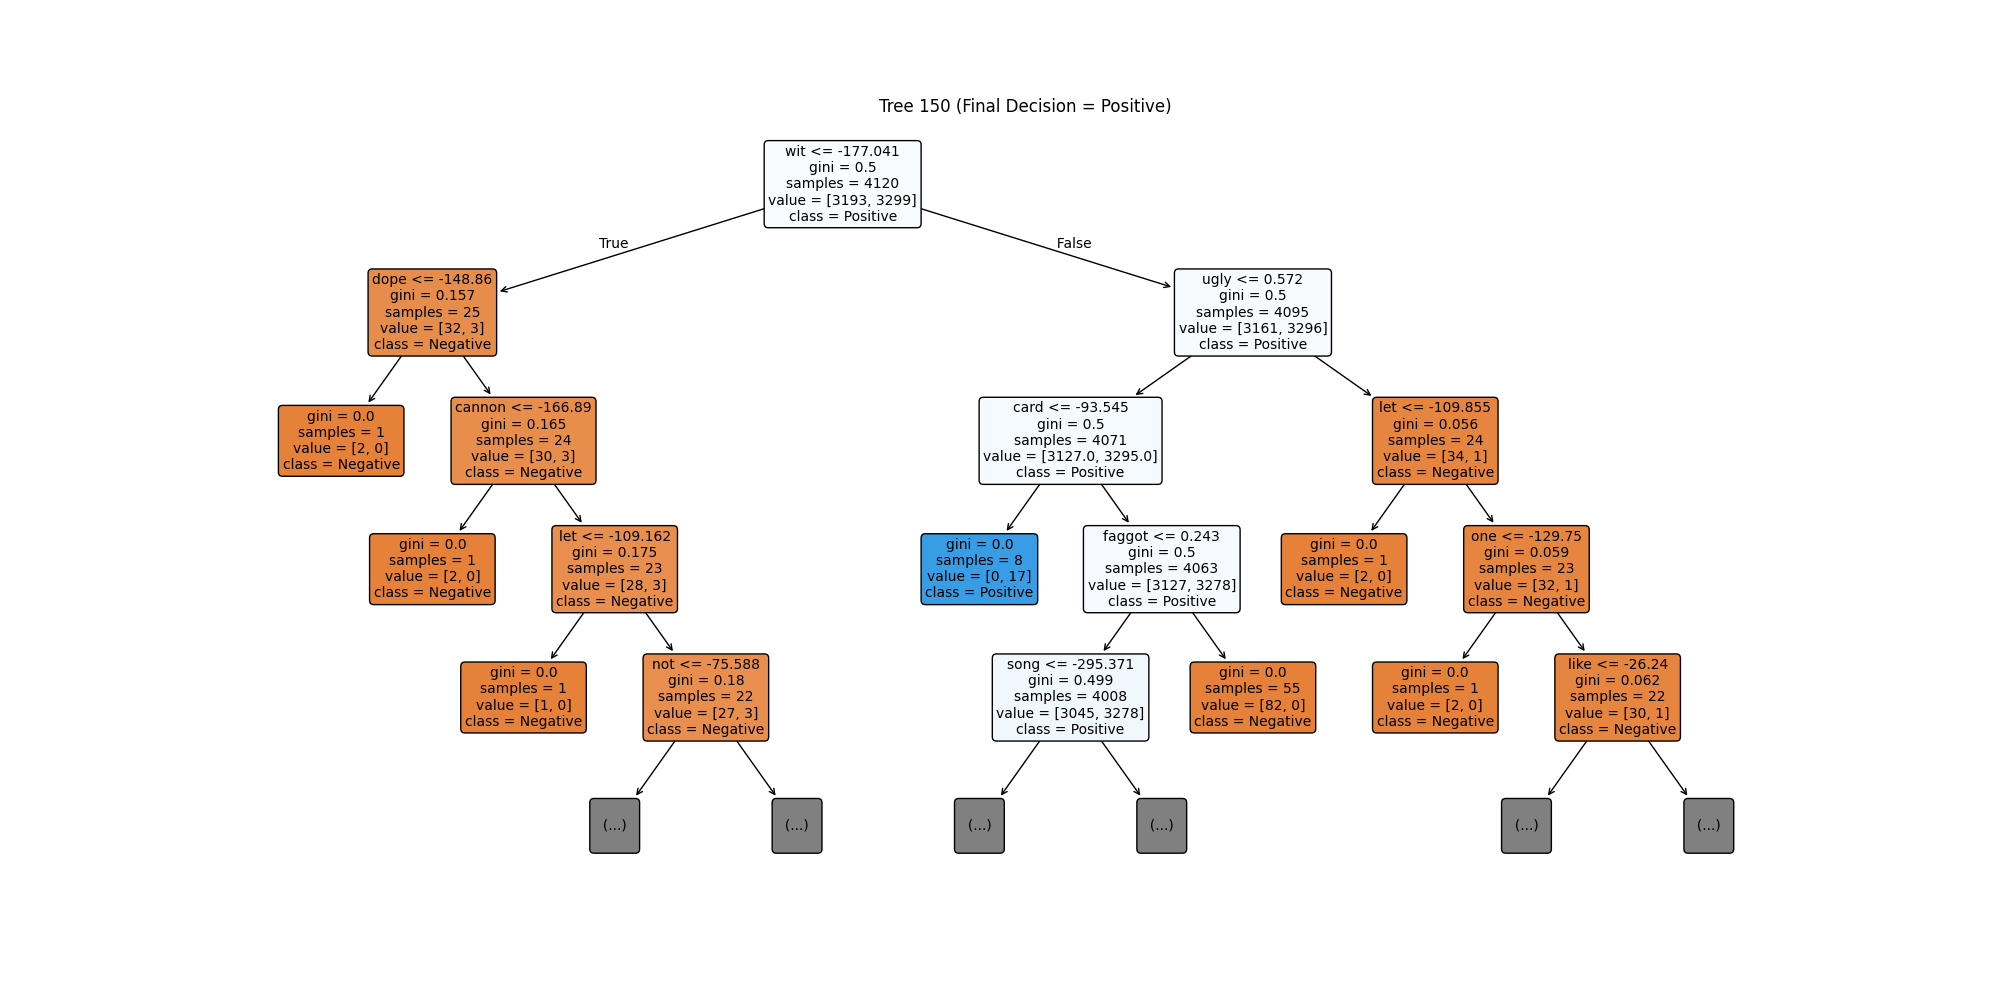 Tree 150 (Final Decision = Positive)
wit <= -177.041
gini = 0.5
samples = 4120
value = [3193, 3299]
class = Positive
True
False
dope <= -148.86
gini = 0.157
samples = 25
value = [32, 3]
class = Negative
ugly <= 0.572
gini = 0.5
samples = 4095
value = [3161, 3296]
class = Positive
gini = 0.0
samples = 1
value = [2, 0]
class = Negative
cannon <= -166.89
gini = 0.165
samples = 24
value = [30, 3]
class = Negative
card <= -93.545
gini = 0.5
samples = 4071
value = [3127.0, 3295.0]
class = Positive
let <= -109.855
gini = 0.056
samples = 24
value = [34, 1]
class = Negative
gini = 0.0
samples = 1
value = [2, 0]
class = Negative
let <= -109.162
gini = 0.175
samples = 23
value = [28, 3]
class = Negative
gini = 0.0
samples = 8
value = [0, 17]
class = Positive
faggot <= 0.243
gini = 0.5
samples = 4063
value = [3127, 3278]
class = Positive
gini = 0.0
samples = 1
value = [2, 0]
class = Negative
one <= -129.75
gini = 0.059
samples = 23
value = [32, 1]
class = Negative
gini = 0.0
samples = 1
value = [1, 0]
class = Negative
not <= -75.588
gini = 0.18
samples = 22
value = [27, 3]
class = Negative
song <= -295.371
gini = 0.499
samples = 4008
value = [3045, 3278]
class = Positive
gini = 0.0
samples = 55
value = [82, 0]
class = Negative
gini = 0.0
samples = 1
value = [2, 0]
class = Negative
like <= -26.24
gini = 0.062
samples = 22
value = [30, 1]
class = Negative
(...)
(...)
(...)
(...)
(...)
(...)